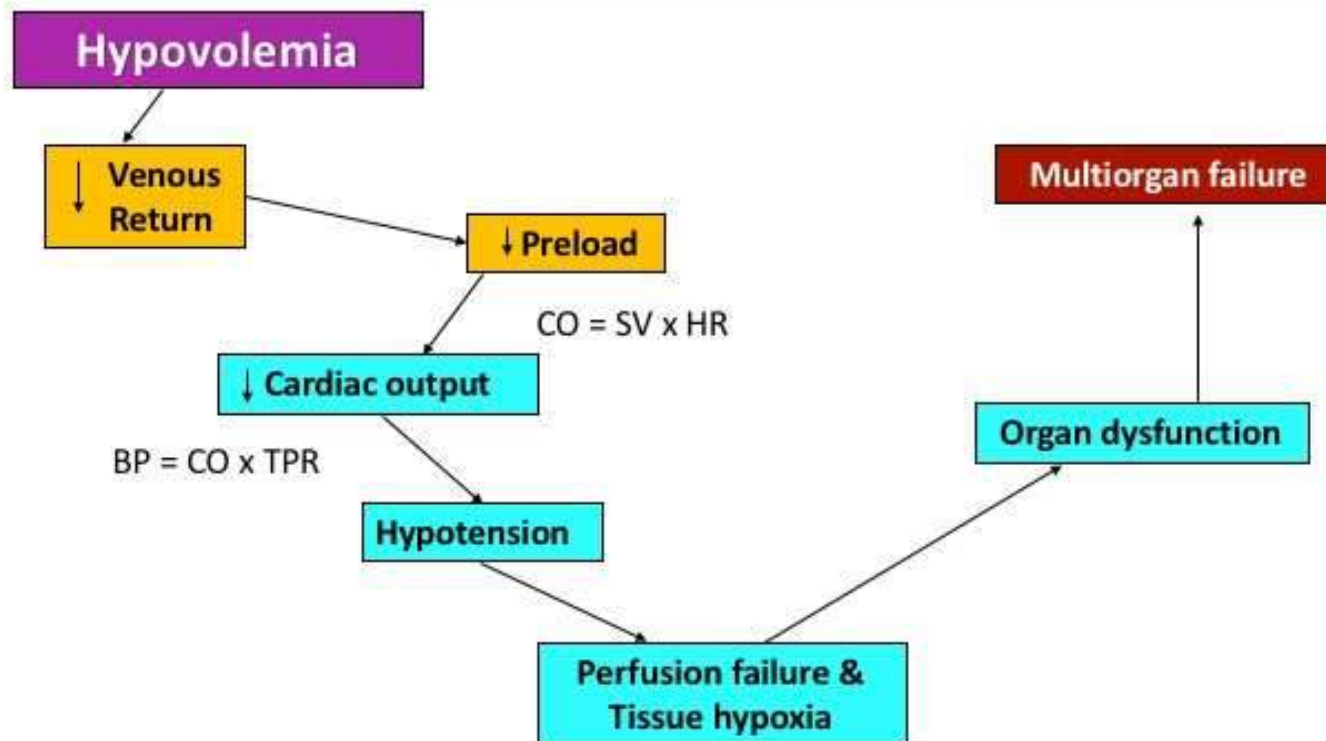 Hypovolemia
↓ Venous
Return
↓ Preload
CO = SV x HR
↓ Cardiac output
BP = CO x TPR
Hypotension
Perfusion failure &
Tissue hypoxia
Organ dysfunction
Multiorgan failure